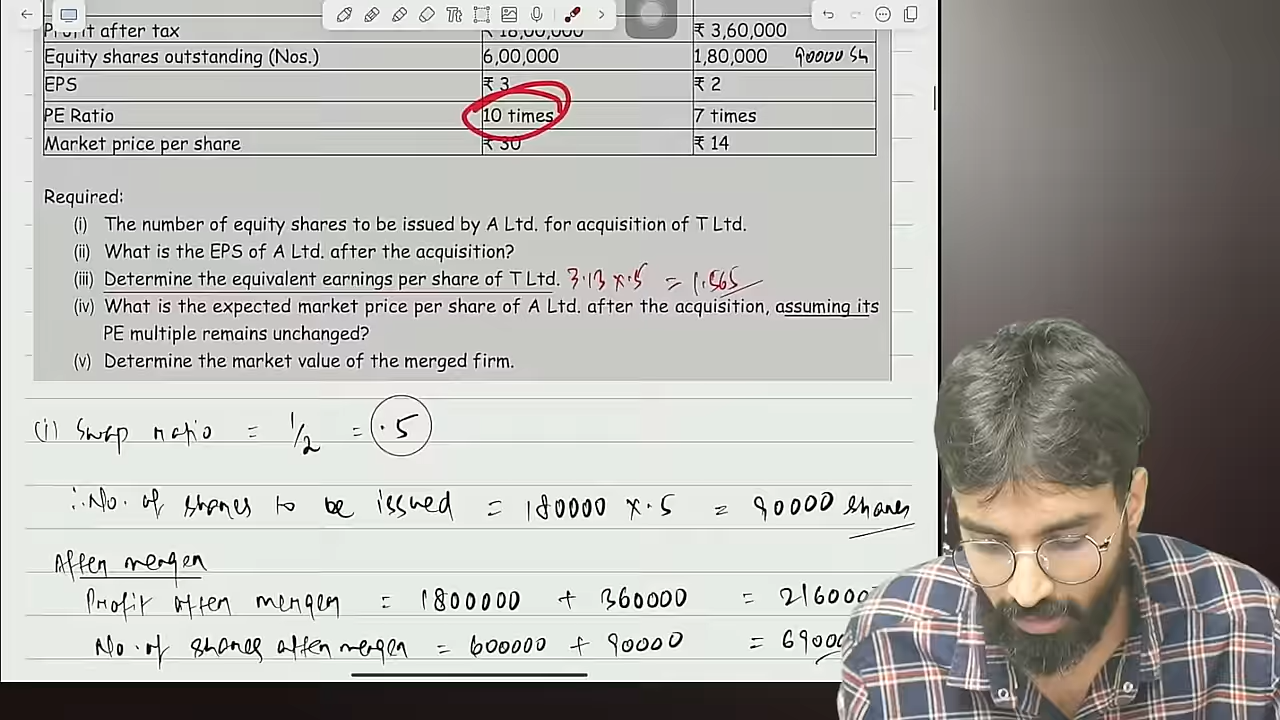 Profit after tax ₹ 18,00,000 ₹ 3,60,000
Equity shares outstanding (Nos.) 6,00,000 1,80,000 90000 Sh
EPS ₹ 3 ₹ 2
PE Ratio 10 times 7 times
Market price per share ₹ 30 ₹ 14
Required:
(i) The number of equity shares to be issued by A Ltd. for acquisition of T Ltd.
(ii) What is the EPS of A Ltd. after the acquisition?
(iii) Determine the equivalent earnings per share of T Ltd. 3.13 x .5 = 1.565
(iv) What is the expected market price per share of A Ltd. after the acquisition, assuming its
PE multiple remains unchanged?
(v) Determine the market value of the merged firm.
(i) Swap ratio = 1/2 = .5
∴ No. of shares to be issued = 180000 x .5 = 90000 shares
After merger
Profit after merger = 1800000 + 360000 = 216000
No. of shares after merger = 600000 + 90000 = 6900